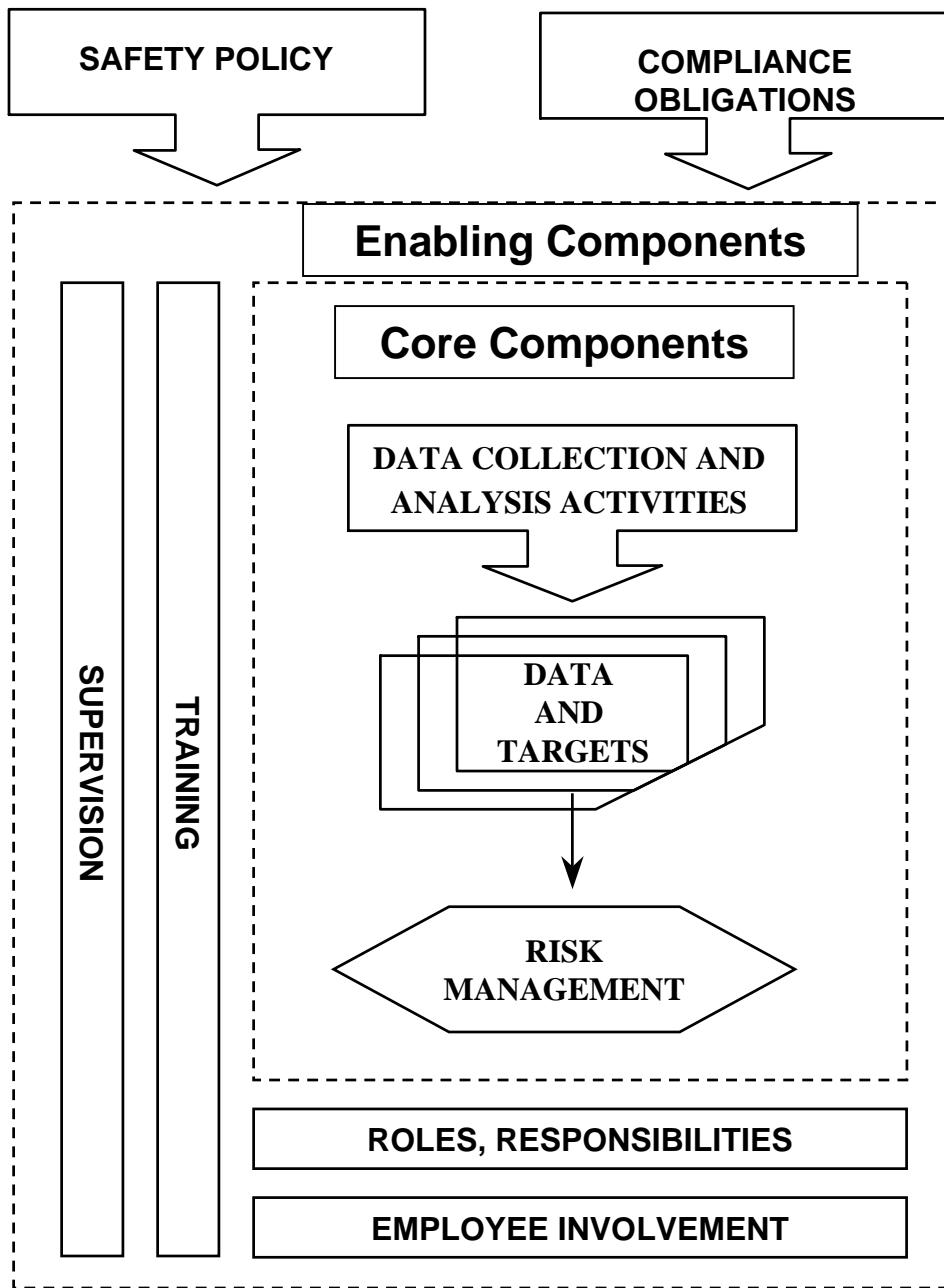 SAFETY POLICY
COMPLIANCE
OBLIGATIONS
Enabling Components
Core Components
DATA COLLECTION AND
ANALYSIS ACTIVITIES
DATA
AND
TARGETS
SUPERVISION
TRAINING
RISK
MANAGEMENT
ROLES, RESPONSIBILITIES
EMPLOYEE INVOLVEMENT